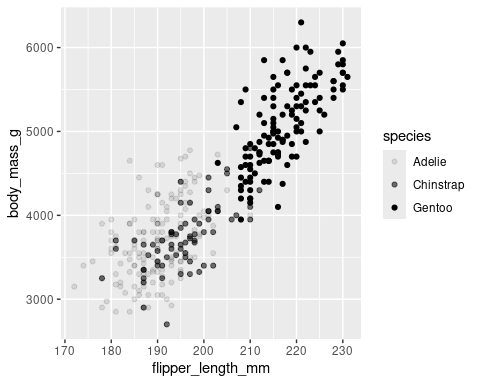 6000
5000
4000
3000
body_mass_g
170 180 190 200 210 220 230
flipper_length_mm
species
Adelie
Chinstrap
Gentoo